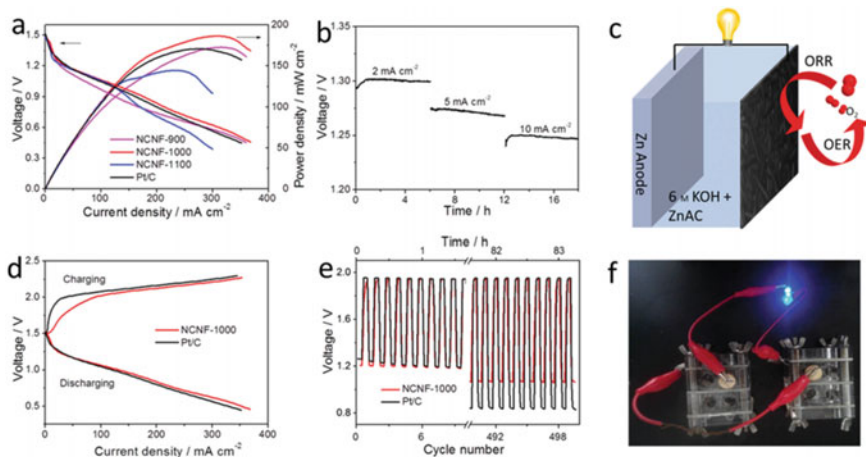 a
Voltage / V
1.5
1.2
0.9
0.6
0.3
0.0
NCNF-900
NCNF-1000
NCNF-1100
Pt/C
200
150
100
50
0
Power density / mW cm-2
0 100 200 300 400
Current density / mA cm-2
b
Voltage / V
1.35
1.30
1.25
1.20
2 mA cm-2
5 mA cm-2
10 mA cm-2
0 6 12 18
Time / h
c
ORR
O2
OER
Zn Anode
6 M KOH +
ZnAC
d
Voltage / V
2.5
2.0
1.5
1.0
0.5
Charging
NCNF-1000
Pt/C
Discharging
0 100 200 300 400
Current density / mA cm-2
e
Time / h
0 1 82 83
Voltage / V
2.0
1.6
1.2
0.8
NCNF-1000
Pt/C
0 6 492 498
Cycle number
f